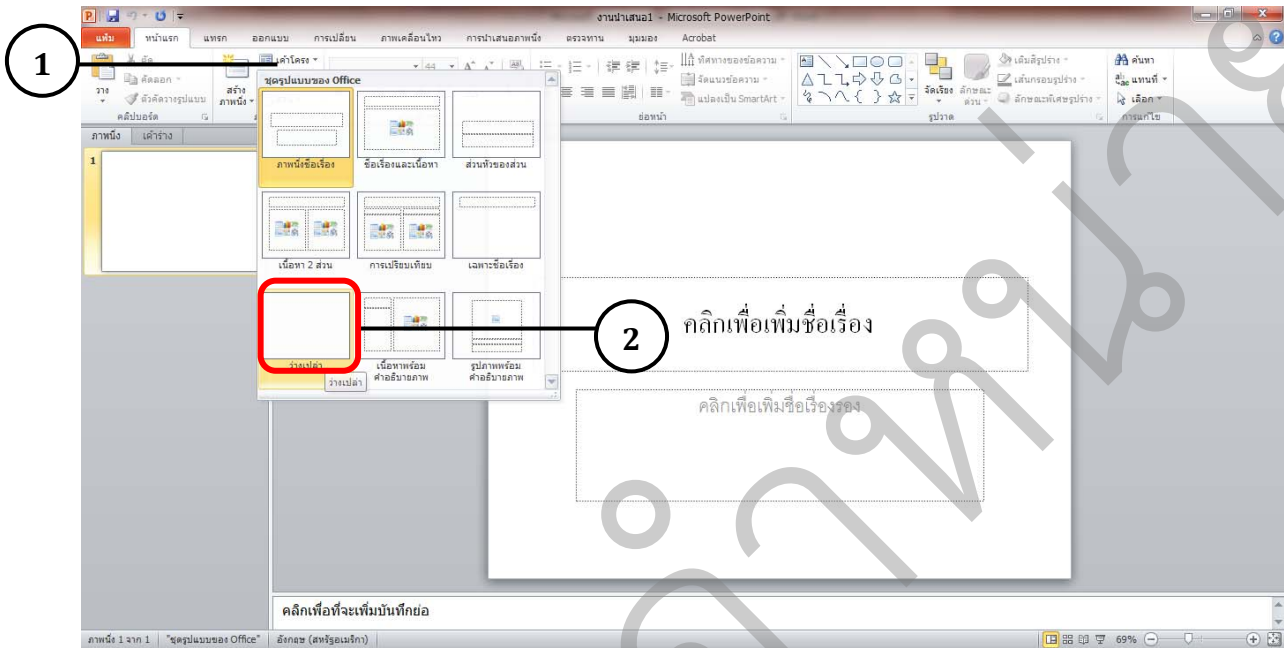 งานนำเสนอ1 - Microsoft PowerPoint
แฟ้ม หน้าแรก แทรก ออกแบบ การเปลี่ยน ภาพเคลื่อนไหว การนำเสนอภาพนิ่ง ตรวจทาน มุมมอง Acrobat
1
วาง
ตัด
คัดลอก
ตัวคัดวางรูปแบบ
คลิปบอร์ด
สร้าง
ภาพนิ่ง
เค้าโครง
44
ทิศทางของข้อความ
จัดแนวข้อความ
แปลงเป็น SmartArt
ย่อหน้า
จัดเรียง
ลักษณะ
ด่วน
เติมสีรูปร่าง
เส้นกรอบรูปร่าง
ลักษณะพิเศษรูปร่าง
รูปวาด
ค้นหา
แทนที่
เลือก
การแก้ไข
ภาพนิ่ง เค้าร่าง
1
ชุดรูปแบบของ Office
ภาพนิ่งชื่อเรื่อง ชื่อเรื่องและเนื้อหา ส่วนหัวของส่วน
เนื้อหา 2 ส่วน การเปรียบเทียบ เฉพาะชื่อเรื่อง
ว่างเปล่า เนื้อหาพร้อม รูปภาพพร้อม
คำอธิบายภาพ คำอธิบายภาพ
ว่างเปล่า
2
คลิกเพื่อเพิ่มชื่อเรื่อง
คลิกเพื่อเพิ่มชื่อเรื่องรอง
คลิกเพื่อที่จะเพิ่มบันทึกย่อ
ภาพนิ่ง 1 จาก 1 "ชุดรูปแบบของ Office" อังกฤษ (สหรัฐอเมริกา) 69%